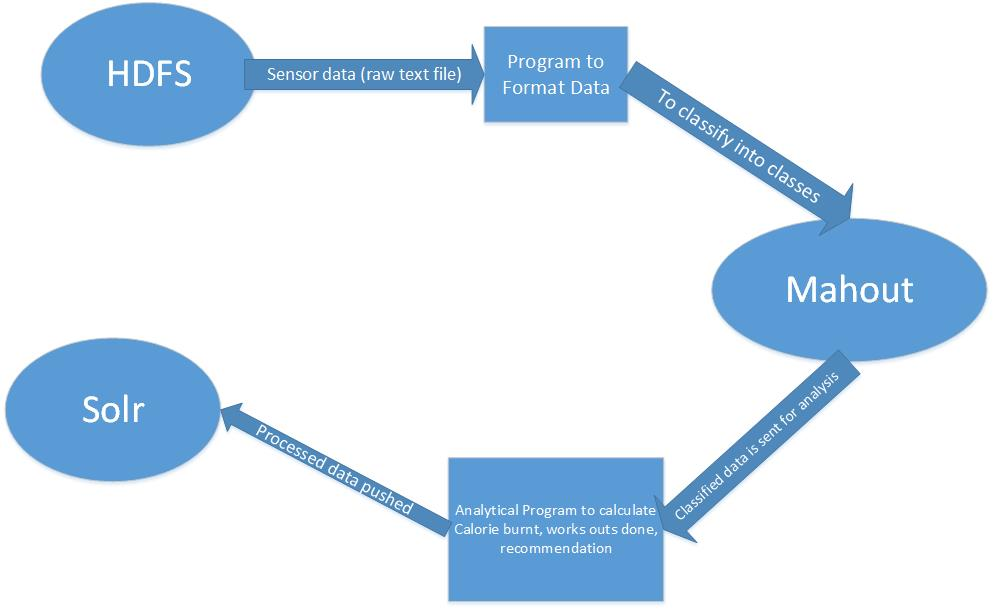 HDFS
Sensor data (raw text file)
Program to
Format Data
To classify into classes
Mahout
Classified data is sent for analysis
Analytical Program to calculate
Calorie burnt, works outs done,
recommendation
Processed data pushed
Solr